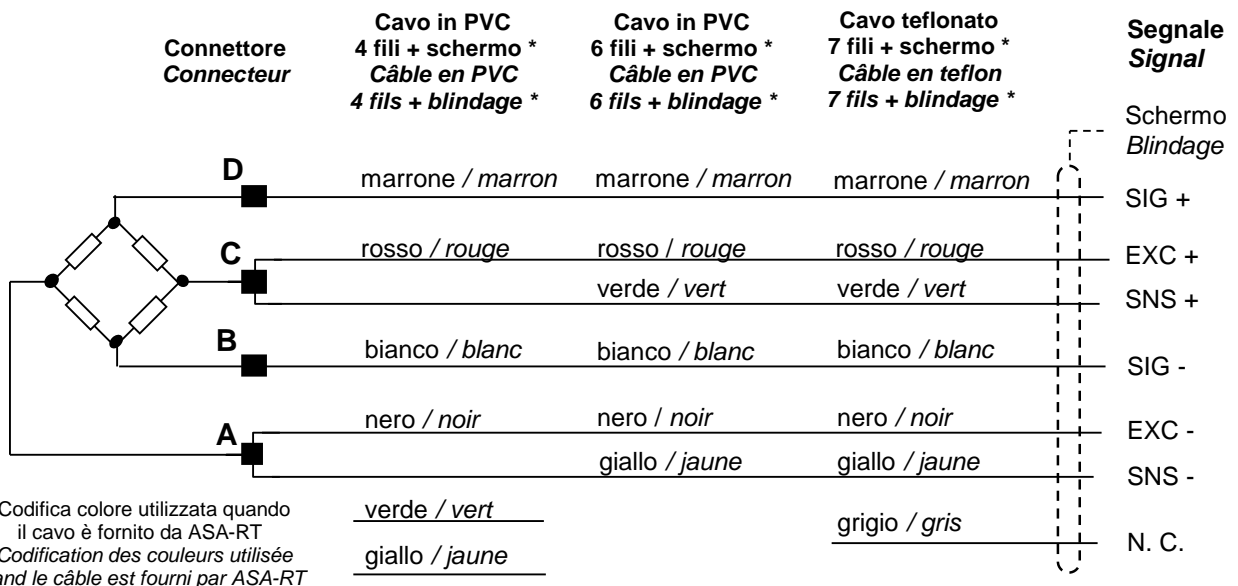 Connettore
Connecteur
Cavo in PVC
4 fili + schermo *
Câble en PVC
4 fils + blindage *
Cavo in PVC
6 fili + schermo *
Câble en PVC
6 fils + blindage *
Cavo teflonato
7 fili + schermo *
Câble en teflon
7 fils + blindage *
Segnale
Signal
Schermo
Blindage
D
marrone / marron
marrone / marron
marrone / marron
SIG +
C
rosso / rouge
rosso / rouge
rosso / rouge
EXC +
verde / vert
verde / vert
SNS +
B
bianco / blanc
bianco / blanc
bianco / blanc
SIG -
A
nero / noir
nero / noir
nero / noir
EXC -
giallo / jaune
giallo / jaune
SNS -
Codifica colore utilizzata quando
il cavo è fornito da ASA-RT
Codification des couleurs utilisée
le câble est fourni par ASA-RT
verde / vert
giallo / jaune
grigio / gris
N. C.